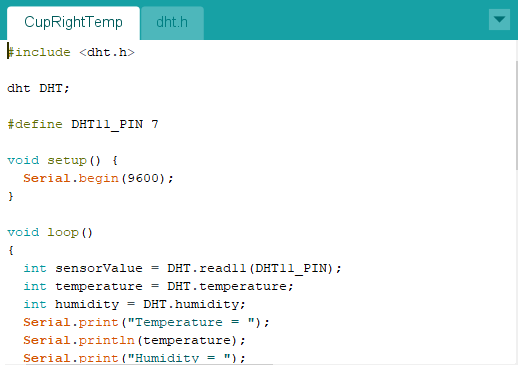 CupRightTemp dht.h
#include <dht.h>
dht DHT;
#define DHT11_PIN 7
void setup() {
  Serial.begin(9600);
}
void loop()
{
  int sensorValue = DHT.read11(DHT11_PIN);
  int temperature = DHT.temperature;
  int humidity = DHT.humidity;
  Serial.print("Temperature = ");
  Serial.println(temperature);
  Serial.print("Humidity = ");